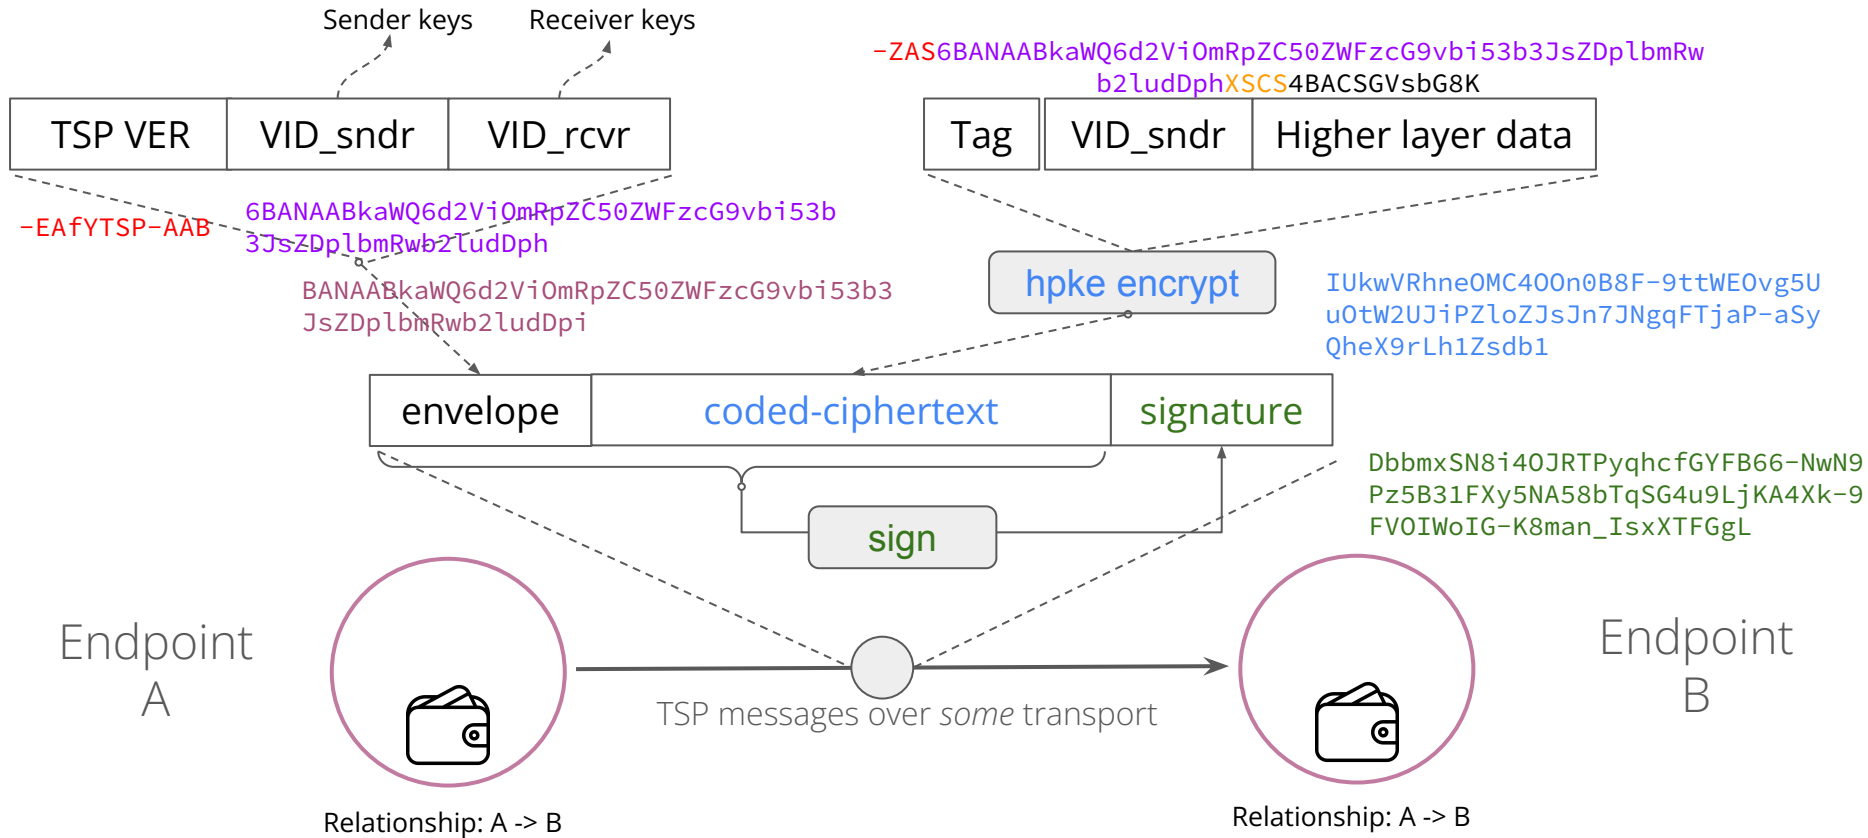 Sender keys
Receiver keys
-ZAS6BANAABkaWQ6d2ViOmRpZC50ZWFzcG9vbi53b3JsZDplbmRw
b2ludDphXSCS4BACSGVsbG8K
TSP VER
VID_sndr
VID_rcvr
Tag
VID_sndr
Higher layer data
-EAfYTSP-AAB
6BANAABkaWQ6d2ViOmRpZC50ZWFzcG9vbi53b
3JsZDplbmRwb2ludDph
BANAABkaWQ6d2ViOmRpZC50ZWFzcG9vbi53b3
JsZDplbmRwb2ludDpi
hpke encrypt
IUkwVRhneOMC4OOn0B8F-9ttWEOvg5U
uOtW2UJiPZloZJsJn7JNgqFTjaP-aSy
QheX9rLh1Zsdb1
envelope
coded-ciphertext
signature
DbbmxSN8i4OJRTPyqhcfGYFB66-NwN9
Pz5B31FXy5NA58bTqSG4u9LjKA4Xk-9
FVOIWoIG-K8man_IsxXTFGgL
sign
Endpoint
A
Endpoint
B
TSP messages over some transport
Relationship: A -> B
Relationship: A -> B